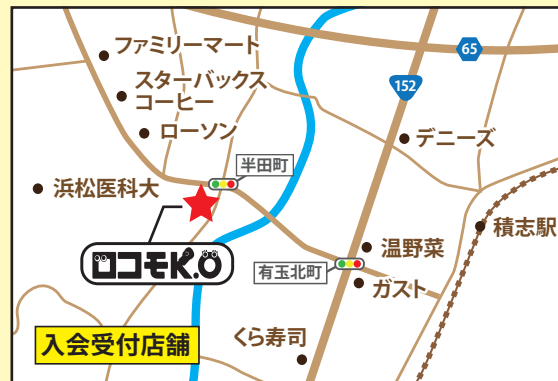 ファミリーマート
65
スターバックス
コーヒー
152
ローソン
デニーズ
半田町
浜松医科大
積志駅
ロコモK.O
温野菜
有玉北町
ガスト
くら寿司
入会受付店舗